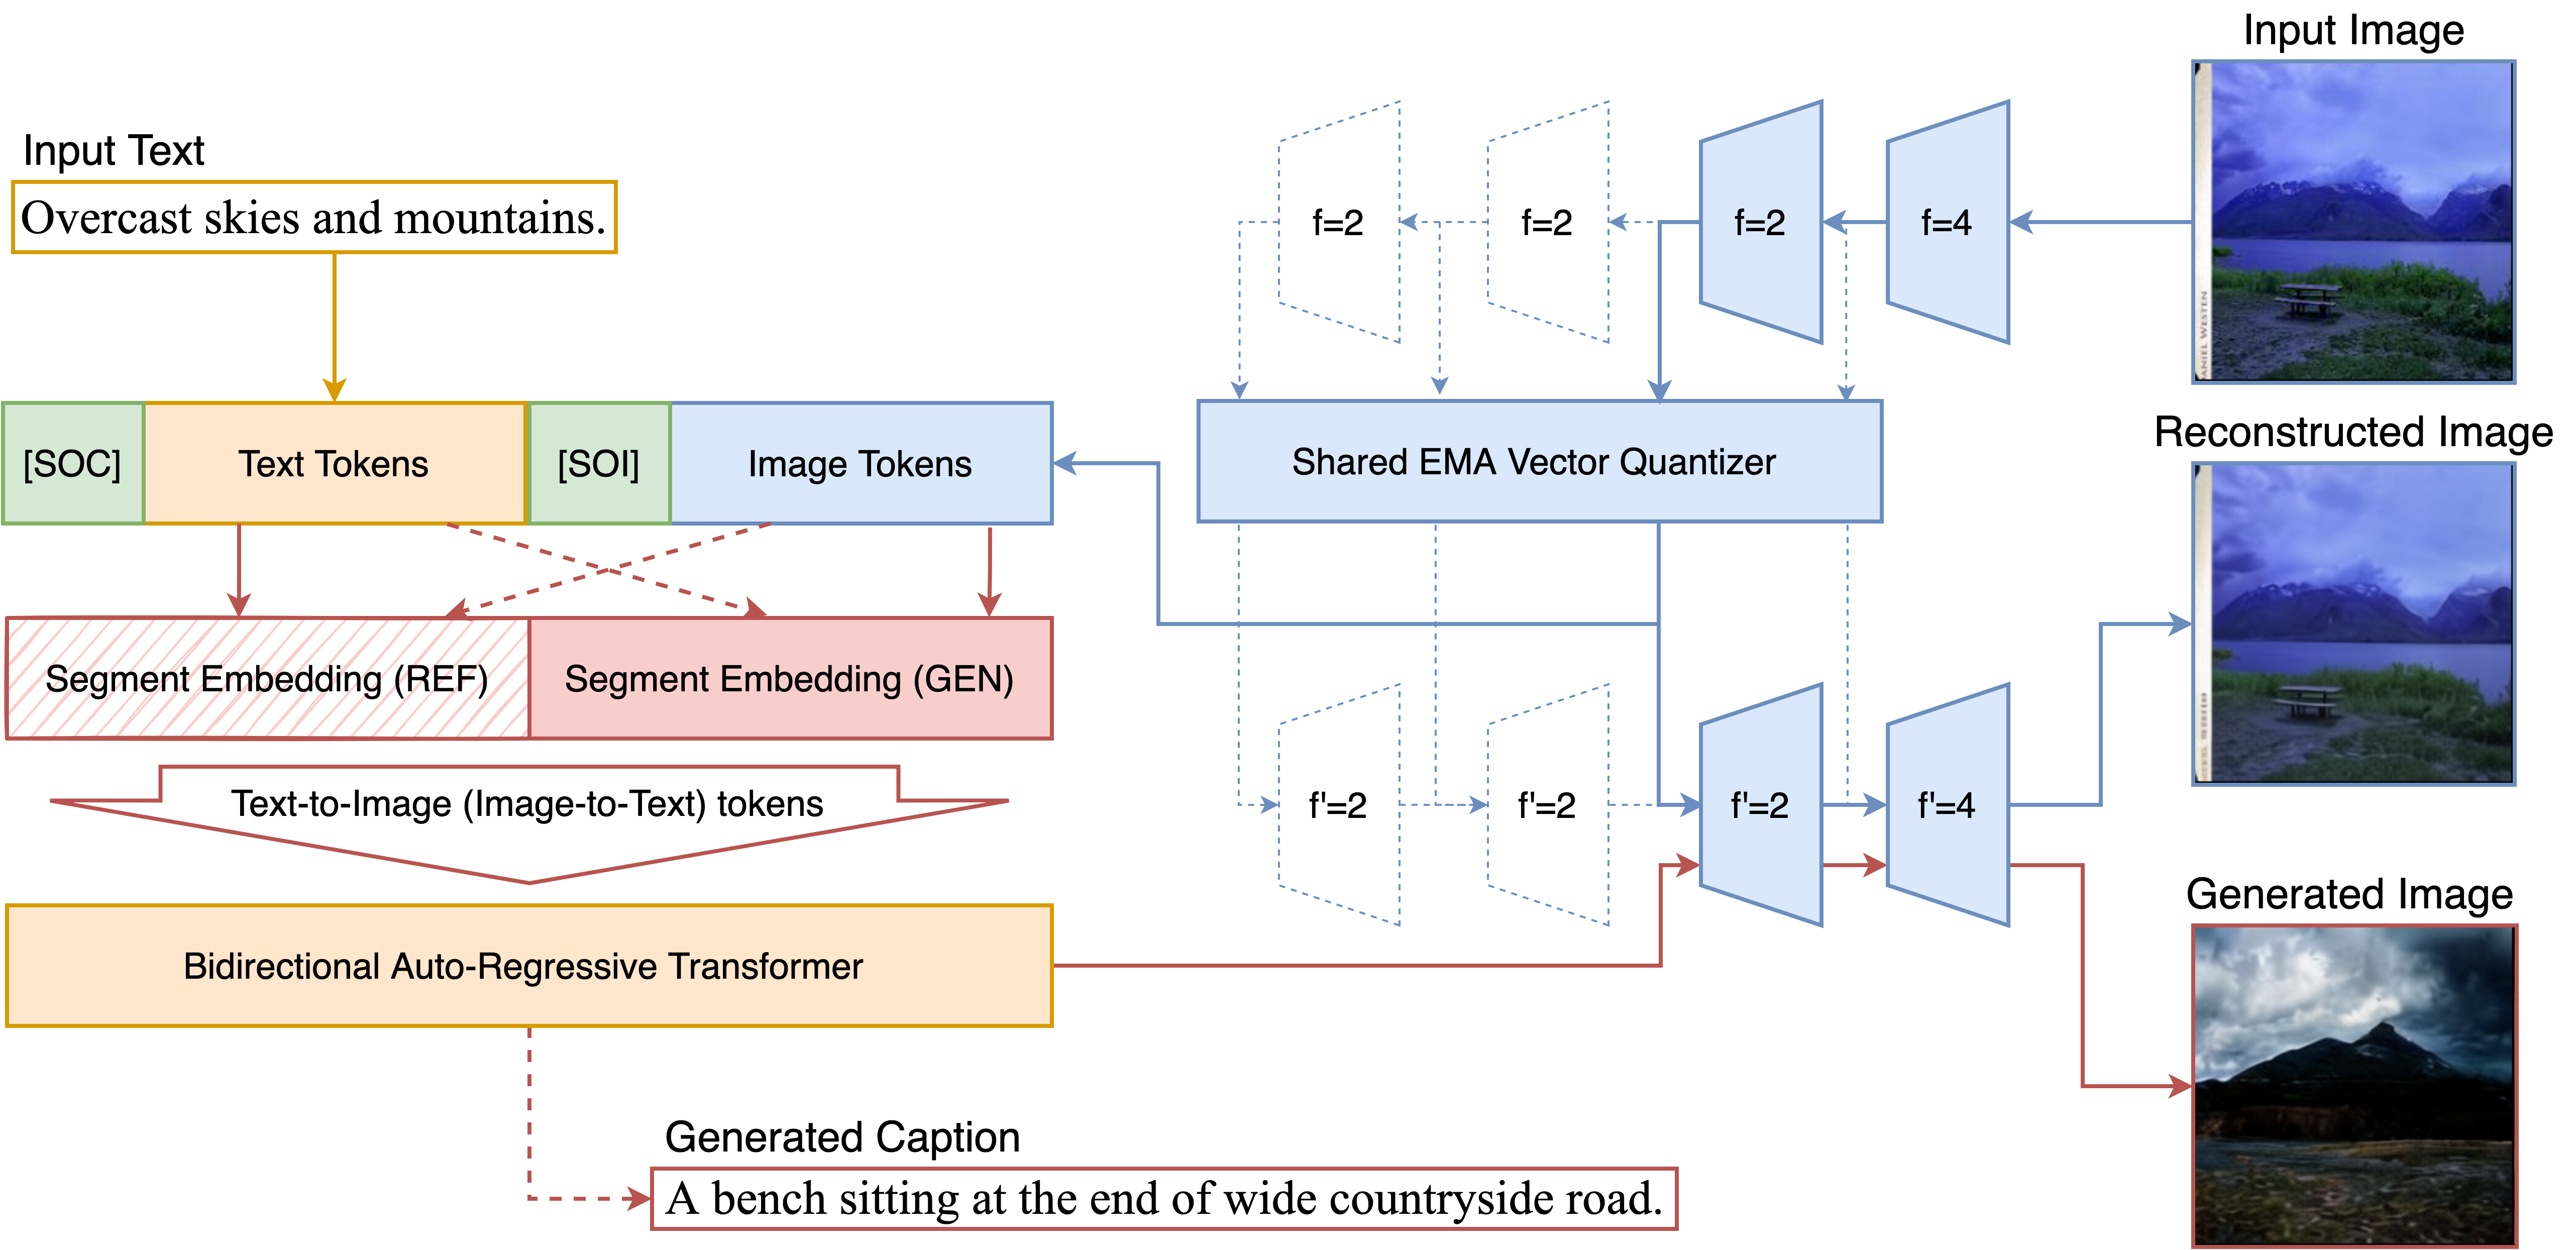 Input Image
Input Text
Overcast skies and mountains.
f=2
f=2
f=2
f=4
Reconstructed Image
[SOC]
Text Tokens
[SOI]
Image Tokens
Shared EMA Vector Quantizer
Segment Embedding (REF)
Segment Embedding (GEN)
Text-to-Image (Image-to-Text) tokens
f'=2
f'=2
f'=2
f'=4
Generated Image
Bidirectional Auto-Regressive Transformer
Generated Caption
A bench sitting at the end of wide countryside road.